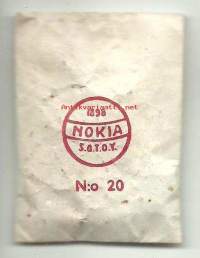 Antikvariaatti.net
1898
NOKIA
S.O.T.O.Y.
N:o 20